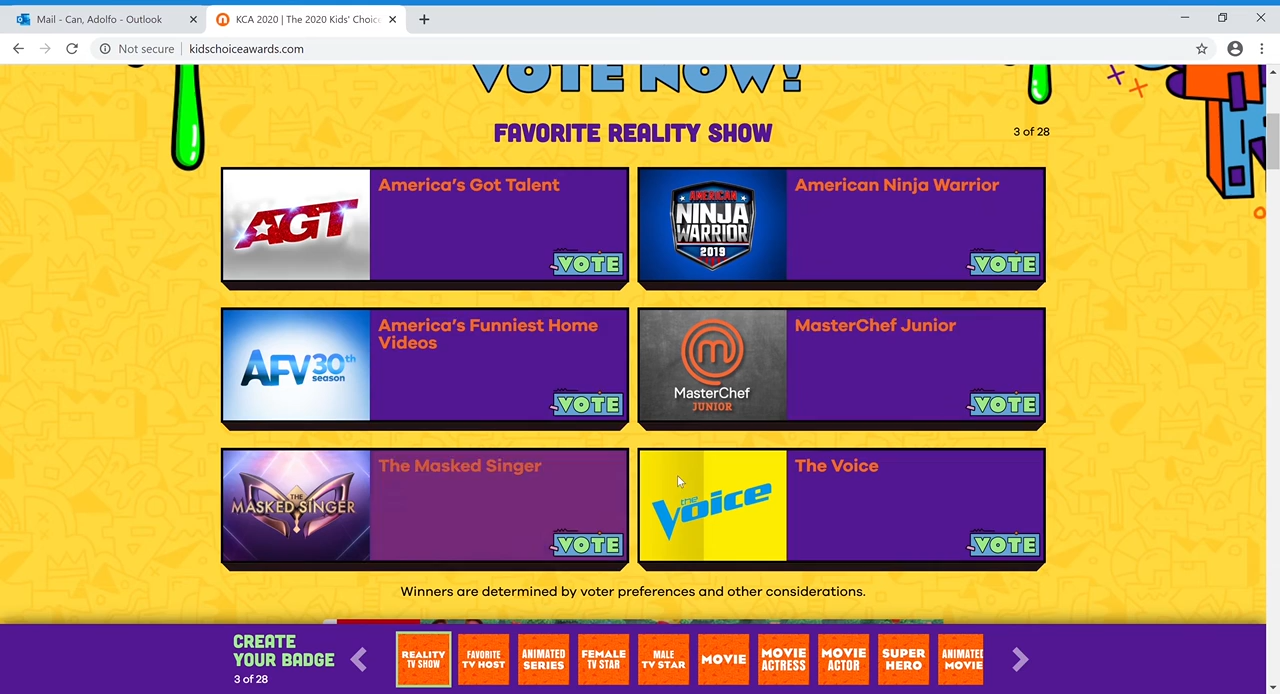 Mail - Can, Adolfo - Outlook
KCA 2020 | The 2020 Kids' Choic
Not secure
kidschoiceawards.com
VOTE NOW!
FAVORITE REALITY SHOW
3 of 28
AGT
America's Got Talent
VOTE
AMERICAN
NINJA
WARRIOR
2019
American Ninja Warrior
VOTE
AFV 30th
season
America's Funniest Home
Videos
VOTE
MasterChef
JUNIOR
MasterChef Junior
VOTE
THE
MASKED SINGER
The Masked Singer
VOTE
the
Voice
The Voice
VOTE
Winners are determined by voter preferences and other considerations.
CREATE
YOUR BADGE
3 of 28
REALITY
TV SHOW
FAVORITE
TV HOST
ANIMATED
SERIES
FEMALE
TV STAR
MALE
TV STAR
MOVIE
MOVIE
ACTRESS
MOVIE
ACTOR
SUPER
HERO
ANIMATED
MOVIE